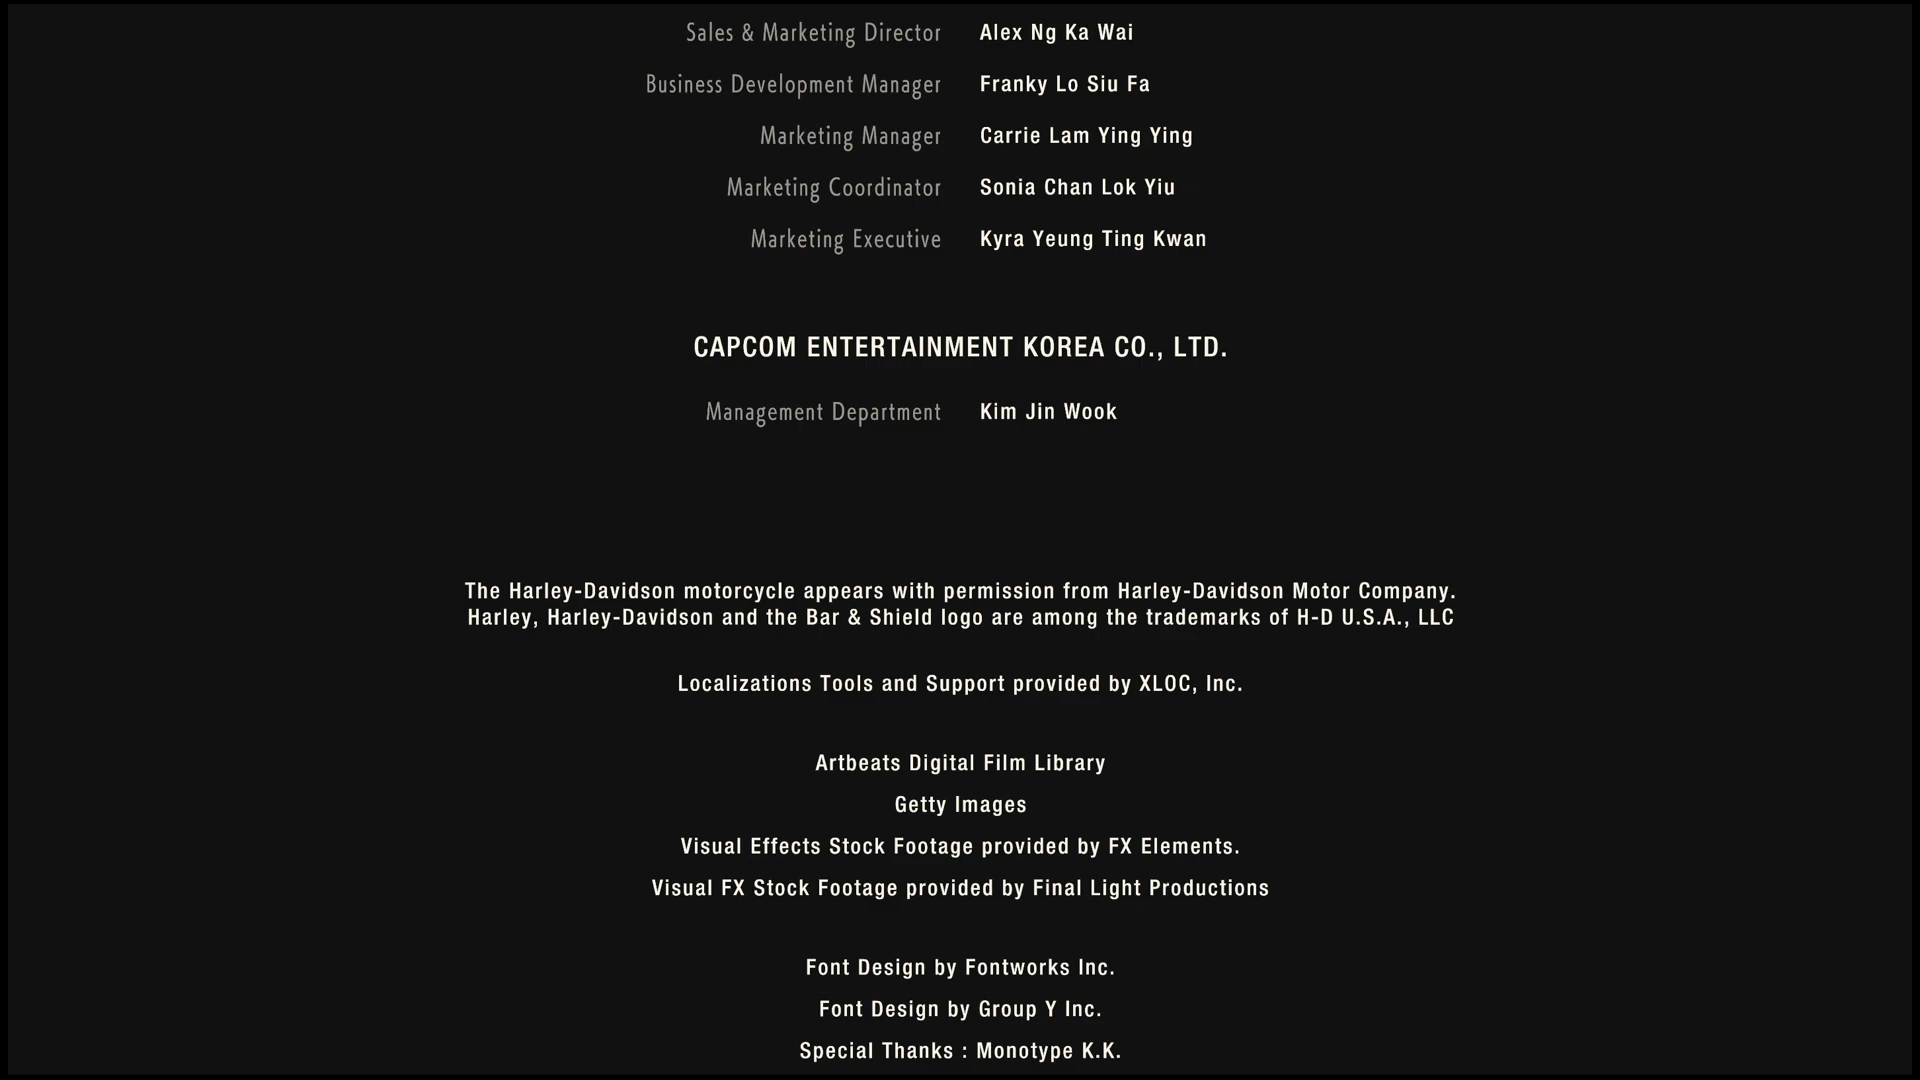 Sales & Marketing Director Alex Ng Ka Wai
Business Development Manager Franky Lo Siu Fa
Marketing Manager Carrie Lam Ying Ying
Marketing Coordinator Sonia Chan Lok Yiu
Marketing Executive Kyra Yeung Ting Kwan
CAPCOM ENTERTAINMENT KOREA CO., LTD.
Management Department Kim Jin Wook
The Harley-Davidson motorcycle appears with permission from Harley-Davidson Motor Company.
Harley, Harley-Davidson and the Bar & Shield logo are among the trademarks of H-D U.S.A., LLC
Localizations Tools and Support provided by XLOC, Inc.
Artbeats Digital Film Library
Getty Images
Visual Effects Stock Footage provided by FX Elements.
Visual FX Stock Footage provided by Final Light Productions
Font Design by Fontworks Inc.
Font Design by Group Y Inc.
Special Thanks : Monotype K.K.